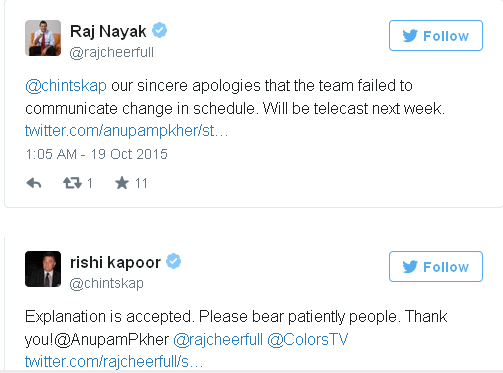 Raj Nayak
Follow
@rajcheerfull
@chintskap our sincere apologies that the team failed to
communicate change in schedule. Will be telecast next week.
twitter.com/anupampkher/st...
1:05 AM - 19 Oct 2015
1 11
rishi kapoor
Follow
@chintskap
Explanation is accepted. Please bear patiently people. Thank
you!@AnupamPkher @rajcheerfull @ColorsTV
twitter.com/rajcheerfull/s...